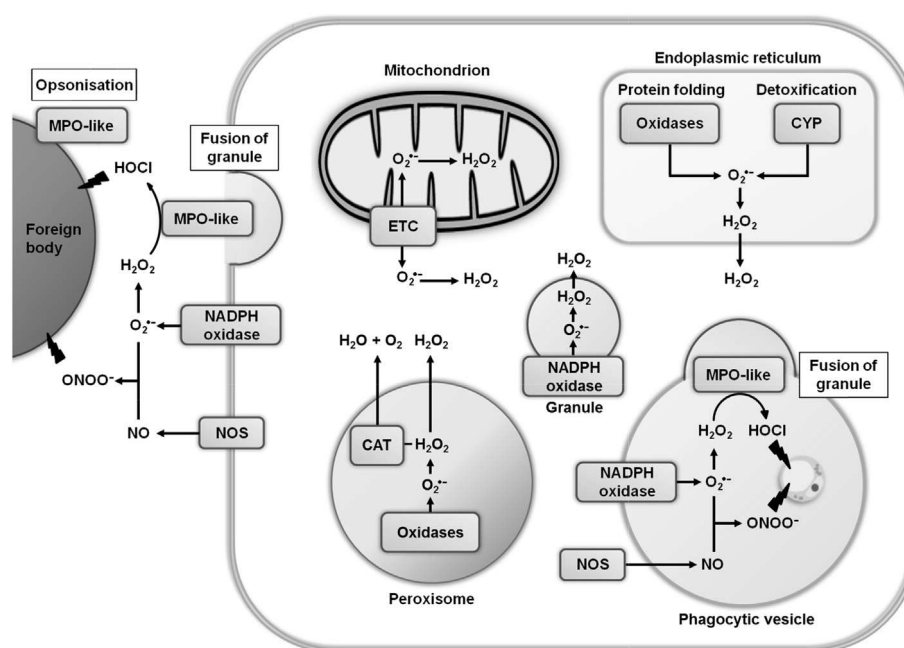 Opsonisation
MPO-like
HOCl
Foreign
body
Fusion of
granule
MPO-like
H₂O₂
O₂•⁻
NADPH
oxidase
ONOO⁻
NO
NOS
Mitochondrion
O₂•⁻
H₂O₂
ETC
O₂•⁻
H₂O₂
Endoplasmic reticulum
Protein folding
Detoxification
Oxidases
CYP
O₂•⁻
H₂O₂
H₂O₂
H₂O₂
H₂O₂
O₂•⁻
NADPH
oxidase
Granule
H₂O + O₂
H₂O₂
CAT
H₂O₂
O₂•⁻
Oxidases
Peroxisome
MPO-like
Fusion of
granule
H₂O₂
HOCl
NADPH
oxidase
O₂•⁻
ONOO⁻
NOS
NO
Phagocytic vesicle